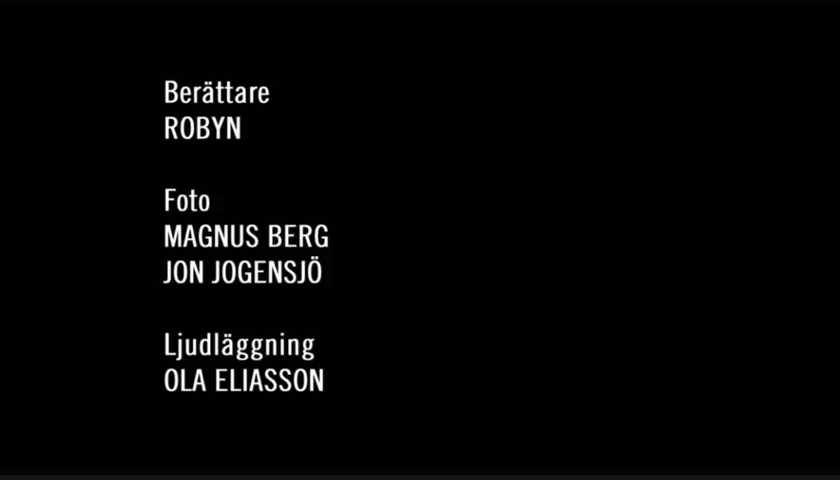 Berättare
ROBYN
Foto
MAGNUS BERG
JON JOGENSJÖ
Ljudläggning
OLA ELIASSON